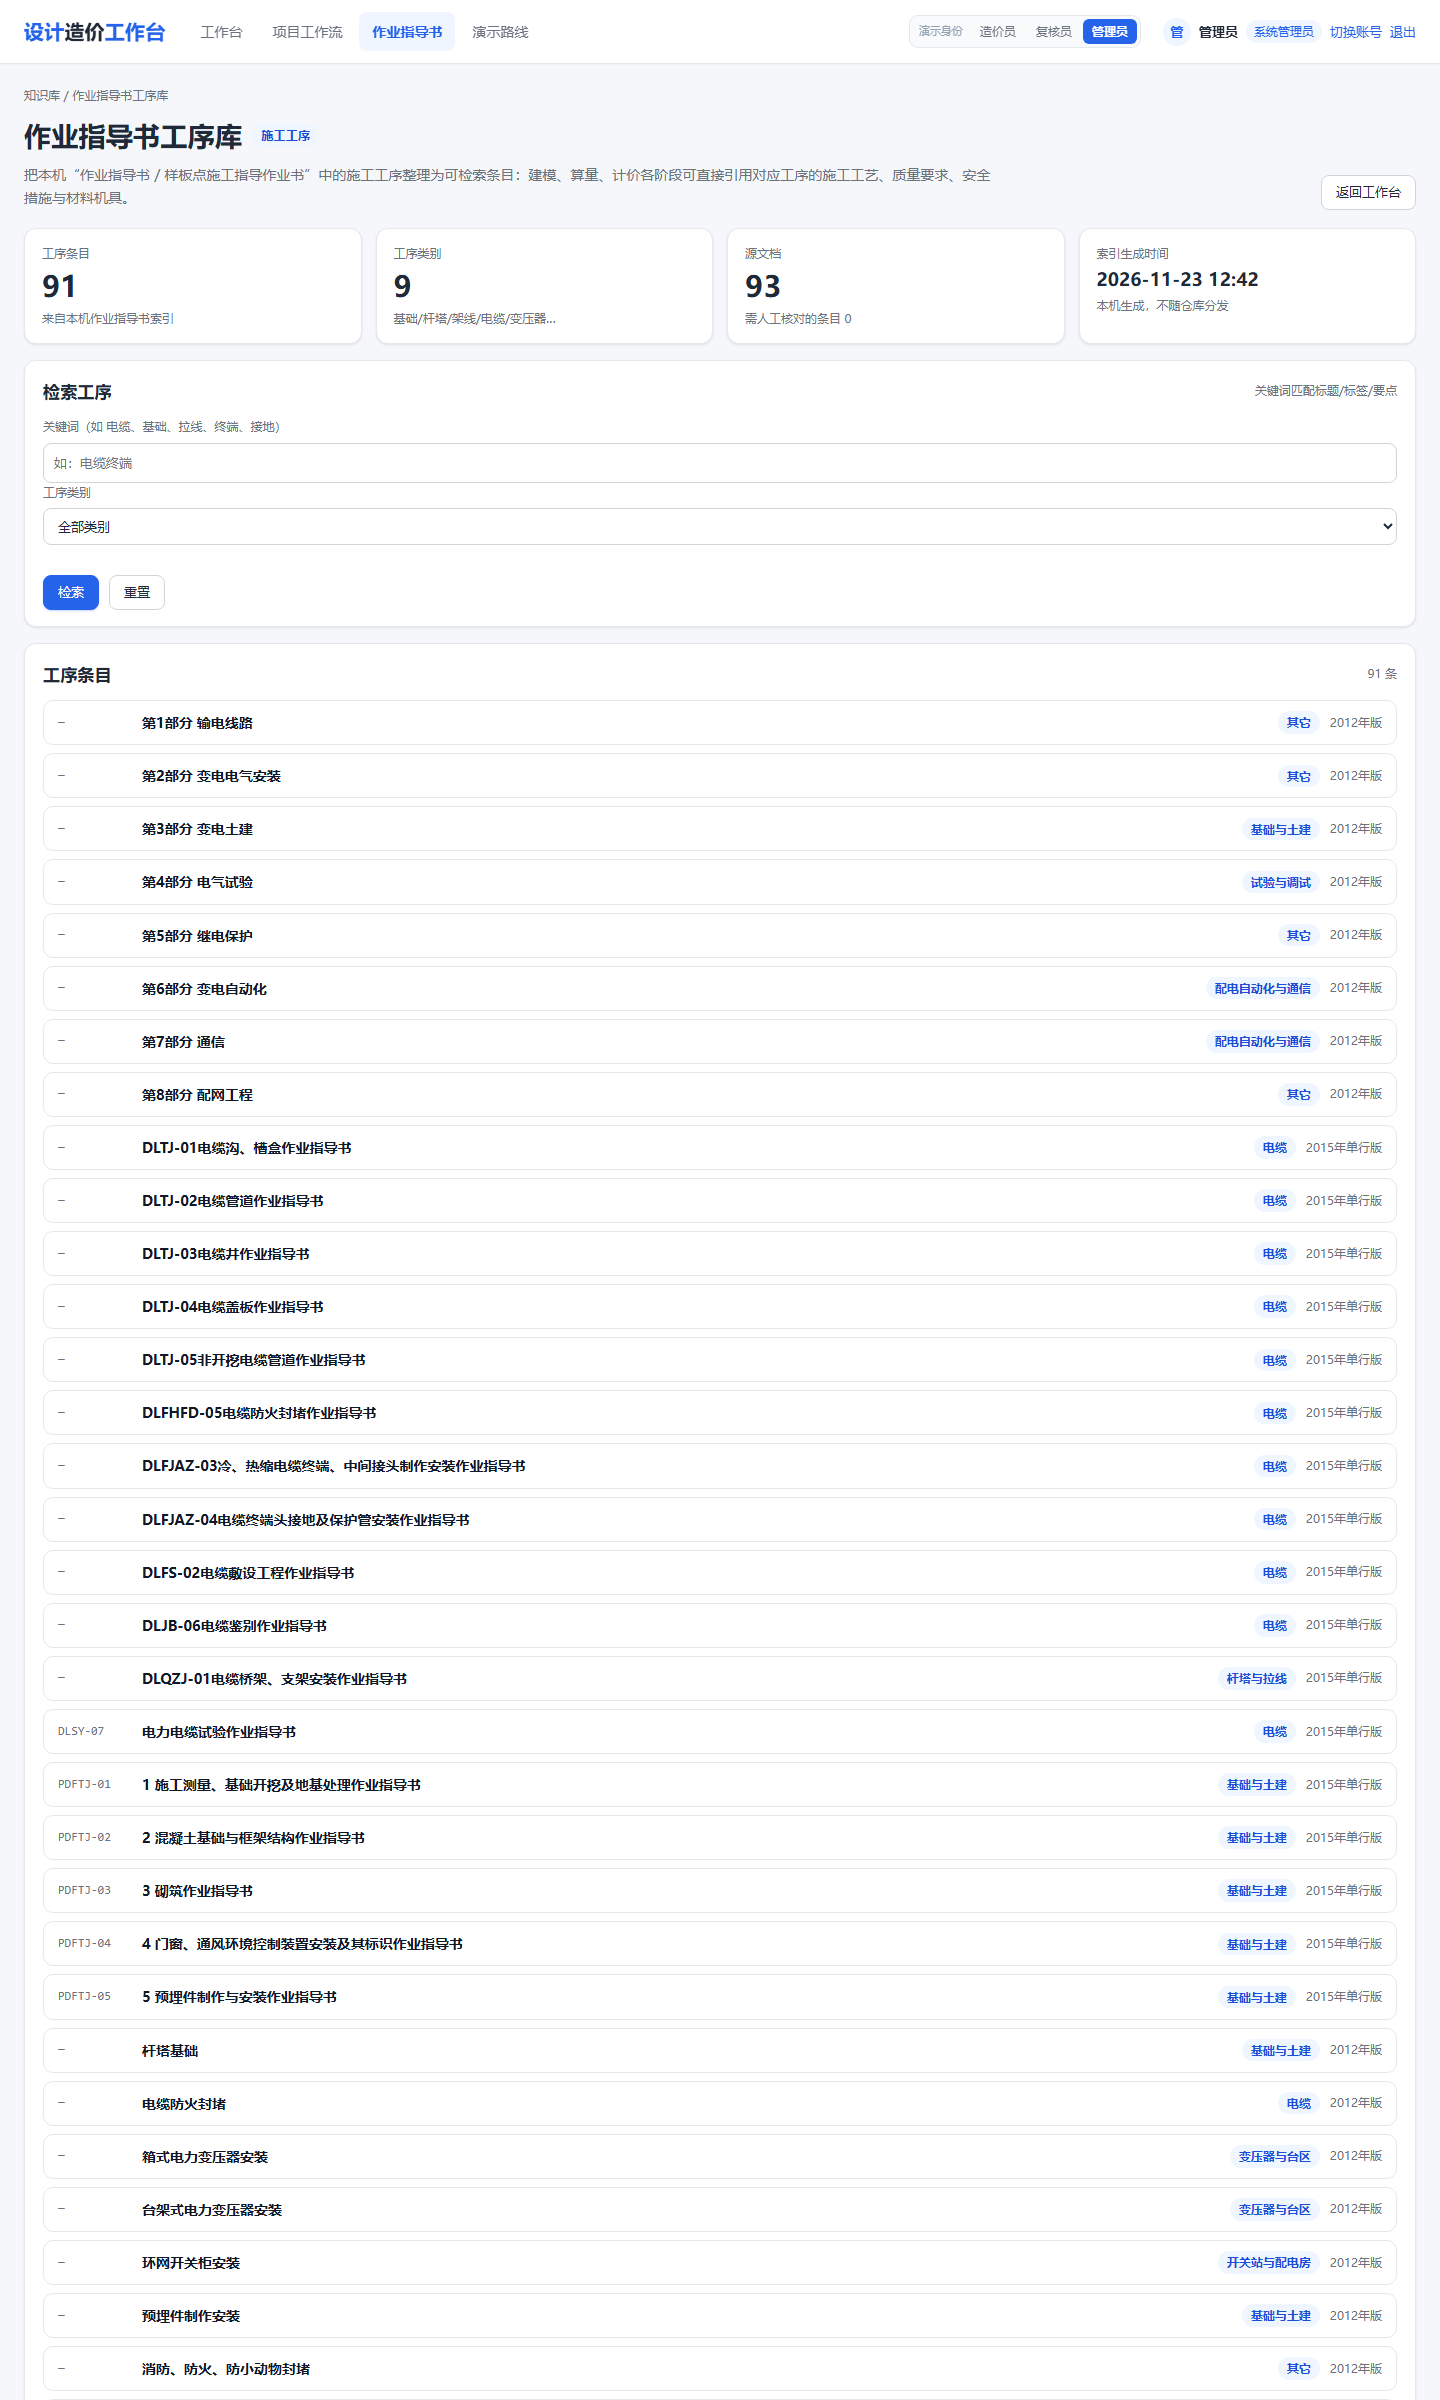 设计造价工作台
工作台 项目工作流 作业指导书 演示路线
演示身份 造价员 复核员 管理员
管 管理员 系统管理员 切换账号 退出
知识库 / 作业指导书工序库
作业指导书工序库 施工工序
把本机“作业指导书 / 样板点施工指导作业书”中的施工工序整理为可检索条目：建模、算量、计价各阶段可直接引用对应工序的施工工艺、质量要求、安全
措施与材料机具。
返回工作台
工序条目
91
来自本机作业指导书索引
工序类别
9
基础/杆塔/架线/电缆/变压器…
源文档
93
需人工核对的条目 0
索引生成时间
2026-11-23 12:42
本机生成，不随仓库分发
检索工序
关键词匹配标题/标签/要点
关键词（如 电缆、基础、拉线、终端、接地）
如：电缆终端
工序类别
全部类别
检索 重置
工序条目
91 条
— 第1部分 输电线路 其它 2012年版
— 第2部分 变电电气安装 其它 2012年版
— 第3部分 变电土建 基础与土建 2012年版
— 第4部分 电气试验 试验与调试 2012年版
— 第5部分 继电保护 其它 2012年版
— 第6部分 变电自动化 配电自动化与通信 2012年版
— 第7部分 通信 配电自动化与通信 2012年版
— 第8部分 配网工程 其它 2012年版
— DLTJ-01电缆沟、槽盒作业指导书 电缆 2015年单行版
— DLTJ-02电缆管道作业指导书 电缆 2015年单行版
— DLTJ-03电缆井作业指导书 电缆 2015年单行版
— DLTJ-04电缆盖板作业指导书 电缆 2015年单行版
— DLTJ-05非开挖电缆管道作业指导书 电缆 2015年单行版
— DLFHFD-05电缆防火封堵作业指导书 电缆 2015年单行版
— DLFJAZ-03冷、热缩电缆终端、中间接头制作安装作业指导书 电缆 2015年单行版
— DLFJAZ-04电缆终端头接地及保护管安装作业指导书 电缆 2015年单行版
— DLFS-02电缆敷设工程作业指导书 电缆 2015年单行版
— DLJB-06电缆鉴别作业指导书 电缆 2015年单行版
— DLQZJ-01电缆桥架、支架安装作业指导书 杆塔与拉线 2015年单行版
DLSY-07 电力电缆试验作业指导书 电缆 2015年单行版
PDFTJ-01 1 施工测量、基础开挖及地基处理作业指导书 基础与土建 2015年单行版
PDFTJ-02 2 混凝土基础与框架结构作业指导书 基础与土建 2015年单行版
PDFTJ-03 3 砌筑作业指导书 基础与土建 2015年单行版
PDFTJ-04 4 门窗、通风环境控制装置安装及其标识作业指导书 基础与土建 2015年单行版
PDFTJ-05 5 预埋件制作与安装作业指导书 基础与土建 2015年单行版
— 杆塔基础 基础与土建 2012年版
— 电缆防火封堵 电缆 2012年版
— 箱式电力变压器安装 变压器与台区 2012年版
— 台架式电力变压器安装 变压器与台区 2012年版
— 环网开关柜安装 开关站与配电房 2012年版
— 预埋件制作安装 基础与土建 2012年版
— 消防、防火、防小动物封堵 其它 2012年版